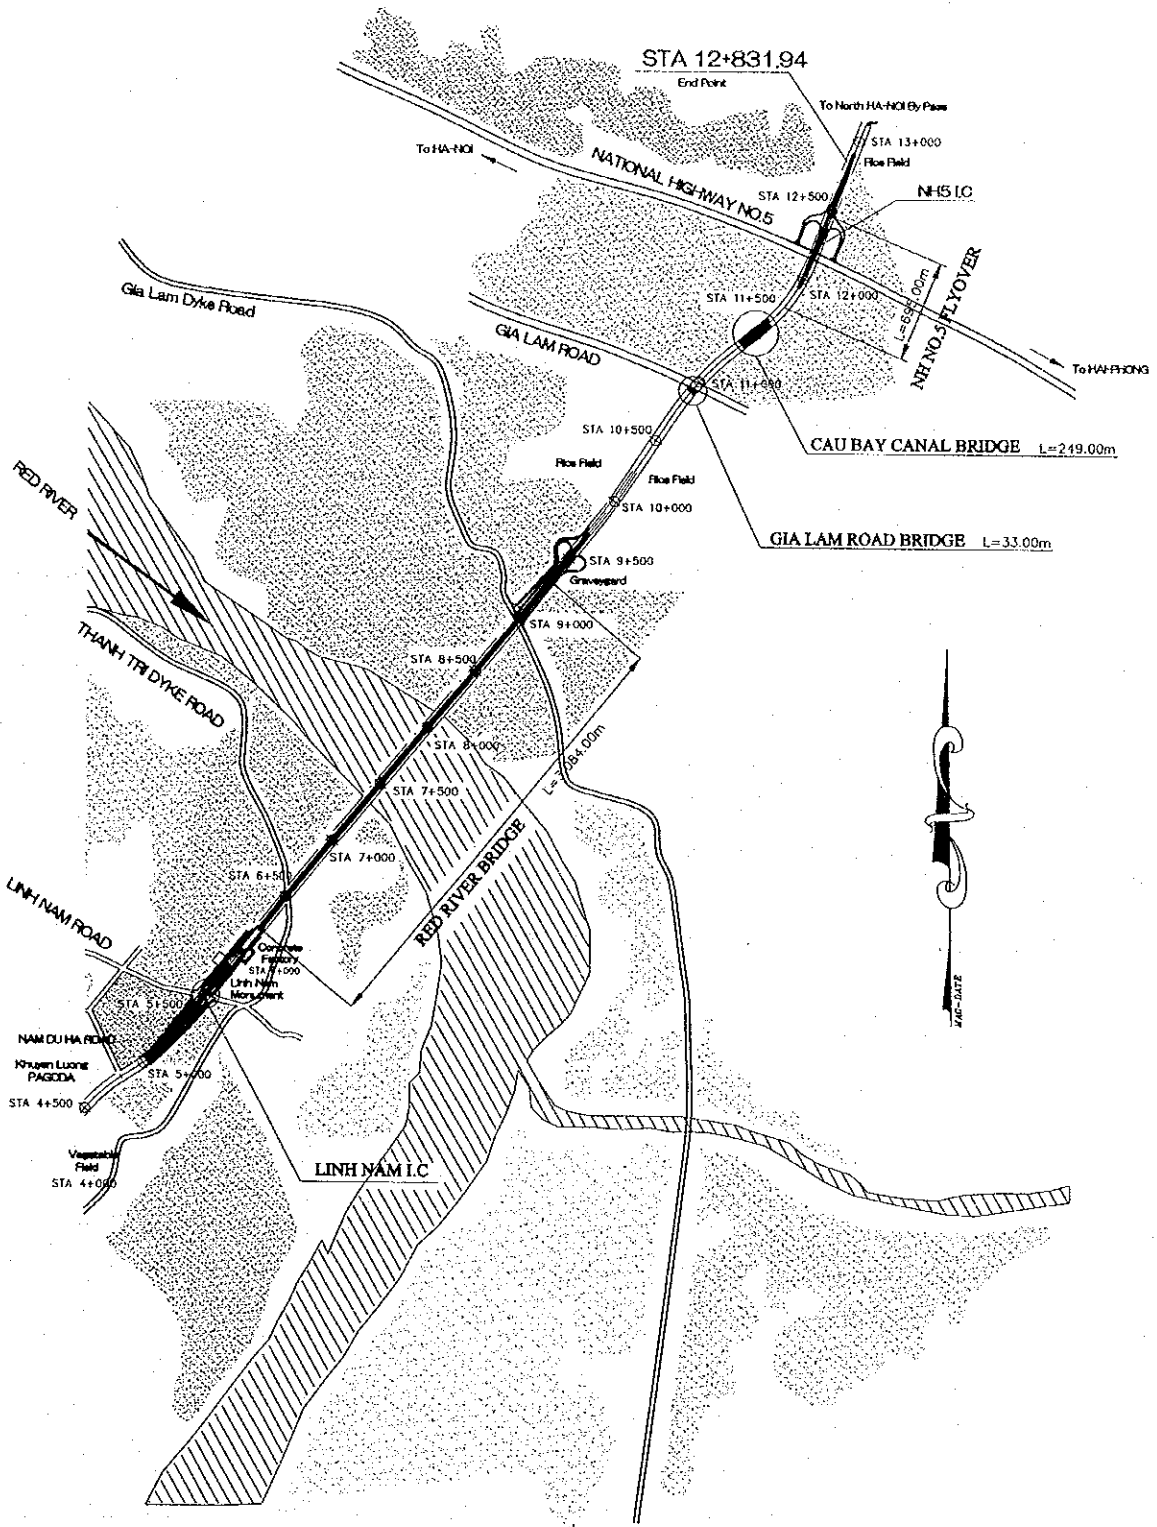 STA 12+831.94
End Point
To North HA-NOI By Pass
STA 13+000
Rice Field
To HA-NOI
NATIONAL HIGHWAY NO.5
STA 12+500
NH5 I.C
Gia Lam Dyke Road
STA 11+500
STA 12+000
NH NO.5 FLYOVER
GIA LAM ROAD
To HAI-PHONG
STA 11+000
STA 10+500
CAU BAY CANAL BRIDGE L=249.00m
Rice Field
Rice Field
RED RIVER
STA 10+000
GIA LAM ROAD BRIDGE L=33.00m
STA 9+500
Graveyard
STA 9+000
THANH TRI DYKE ROAD
STA 8+500
STA 8+000
STA 7+500
RED RIVER BRIDGE
STA 7+000
STA 6+500
LINH NAM ROAD
Concrete
Factory
STA 6+000
Linh Nam
Monument
STA 5+500
MAG-DATE
NAM DU HA ROAD
Khuyen Luong
PAGODA
STA 5+000
STA 4+500
Vegetable
Field
STA 4+000
LINH NAM I.C